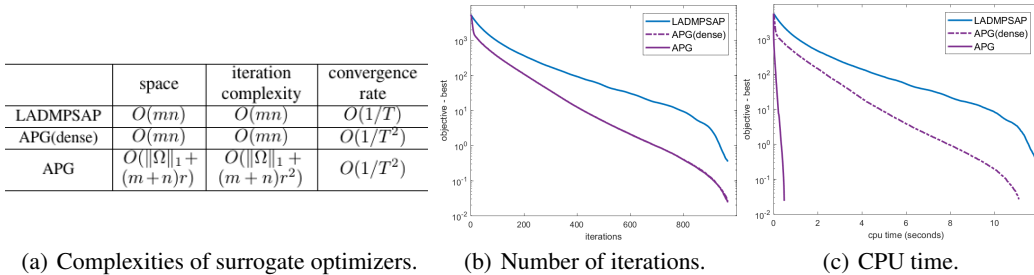 space iteration complexity convergence rate
LADMPSAP O(mn) O(mn) O(1/T)
APG(dense) O(mn) O(mn) O(1/T²)
APG O(‖Ω‖₁+ (m+n)r) O(‖Ω‖₁+ (m+n)r²) O(1/T²)
(a) Complexities of surrogate optimizers.
LADMPSAP
APG(dense)
APG
objective - best
10³
10²
10¹
10⁰
10⁻¹
10⁻²
0 200 400 600 800
iterations
(b) Number of iterations.
LADMPSAP
APG(dense)
APG
objective - best
10³
10²
10¹
10⁰
10⁻¹
10⁻²
0 2 4 6 8 10
cpu time (seconds)
(c) CPU time.